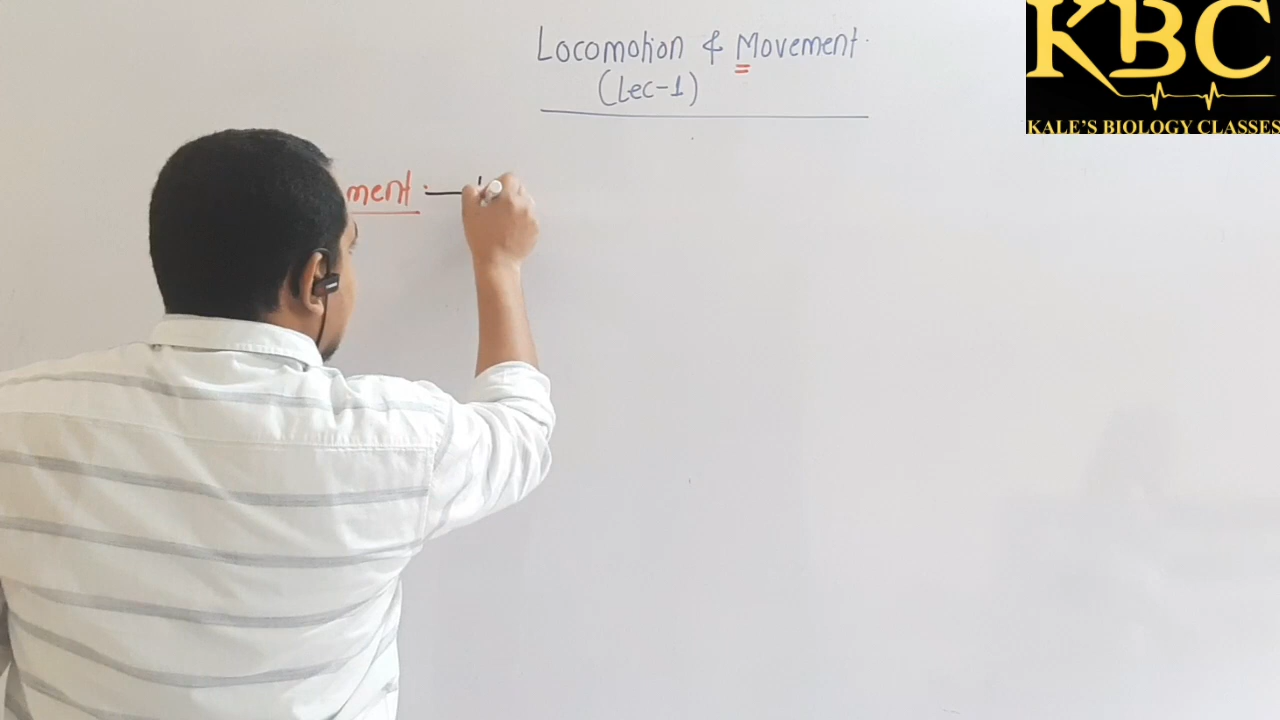 Locomotion & Movement.
(Lec-1)
KBC
KALE'S BIOLOGY CLASSES
ment